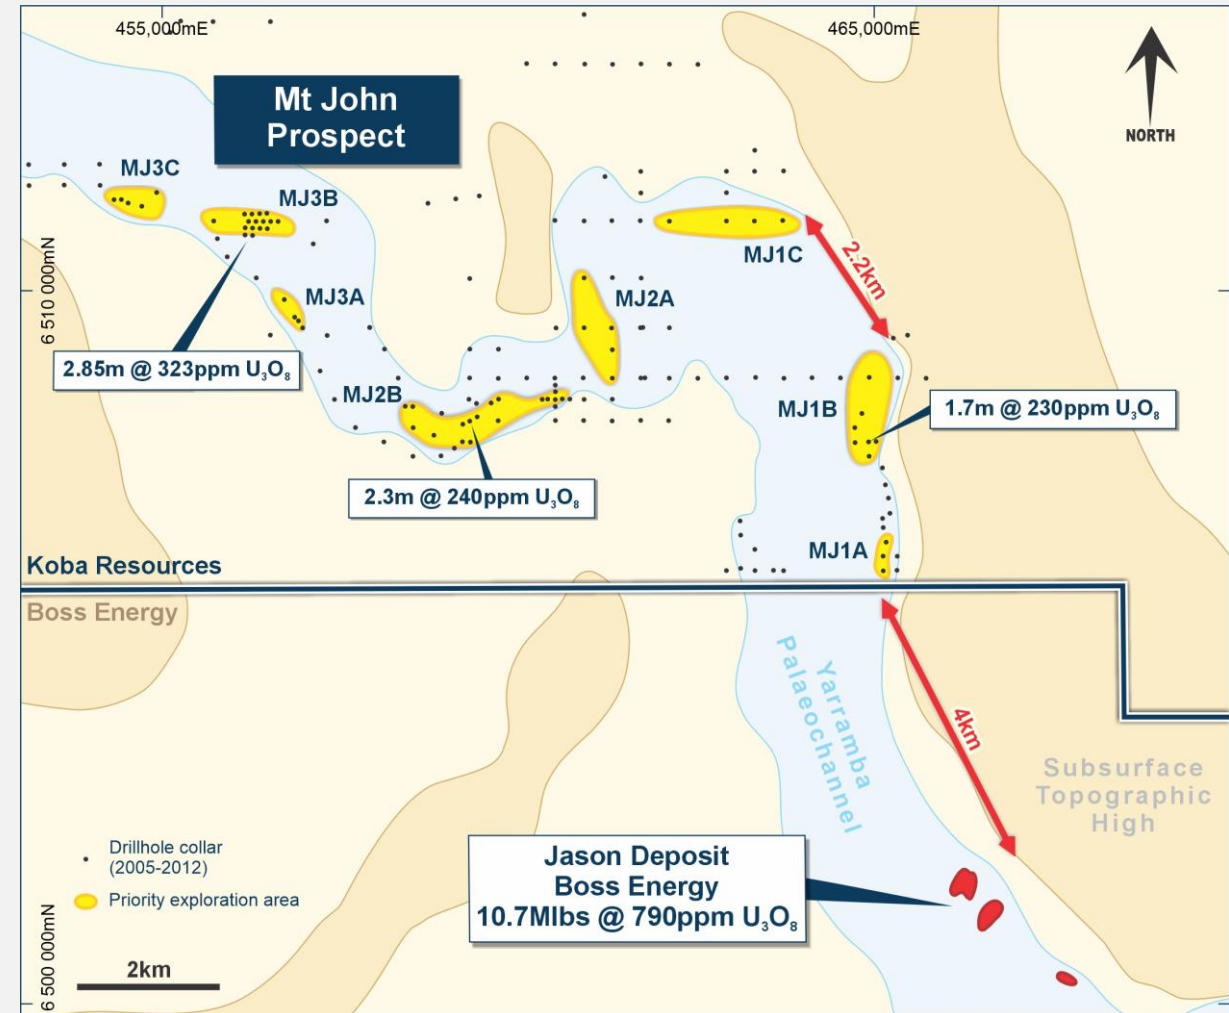 455,000mE
465,000mE
Mt John
Prospect
NORTH
MJ3C
MJ3B
MJ1C
2.2km
6 510 000mN
MJ3A
MJ2A
2.85m @ 323ppm U₃O₈
MJ2B
MJ1B
1.7m @ 230ppm U₃O₈
2.3m @ 240ppm U₃O₈
MJ1A
Koba Resources
Boss Energy
Yarramba
Palaeochannel
4km
Subsurface
Topographic
High
Drillhole collar
(2005-2012)
Priority exploration area
Jason Deposit
Boss Energy
10.7Mlbs @ 790ppm U₃O₈
6 500 000mN
2km